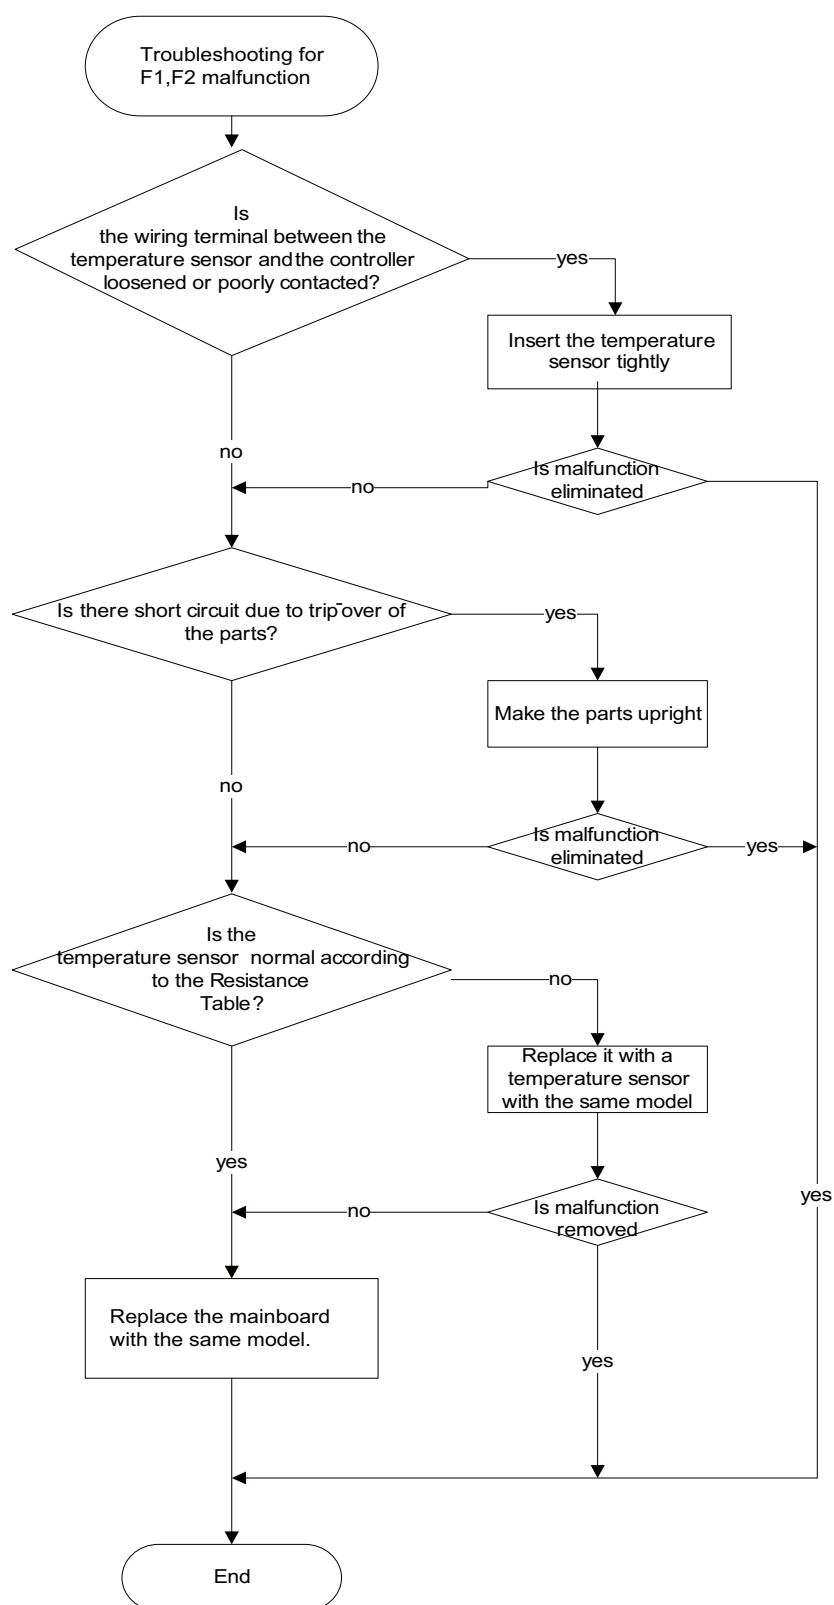 Troubleshooting for
F1,F2 malfunction
Is
the wiring terminal between the
temperature sensor and the controller
loosened or poorly contacted?
yes
Insert the temperature
sensor tightly
no
Is malfunction
eliminated
no
Is there short circuit due to trip-over of
the parts?
yes
Make the parts upright
no
Is malfunction
eliminated
no
yes
Is the
temperature sensor normal according
to the Resistance
Table?
no
Replace it with a
temperature sensor
with the same model
yes
Is malfunction
removed
no
yes
Replace the mainboard
with the same model.
yes
End